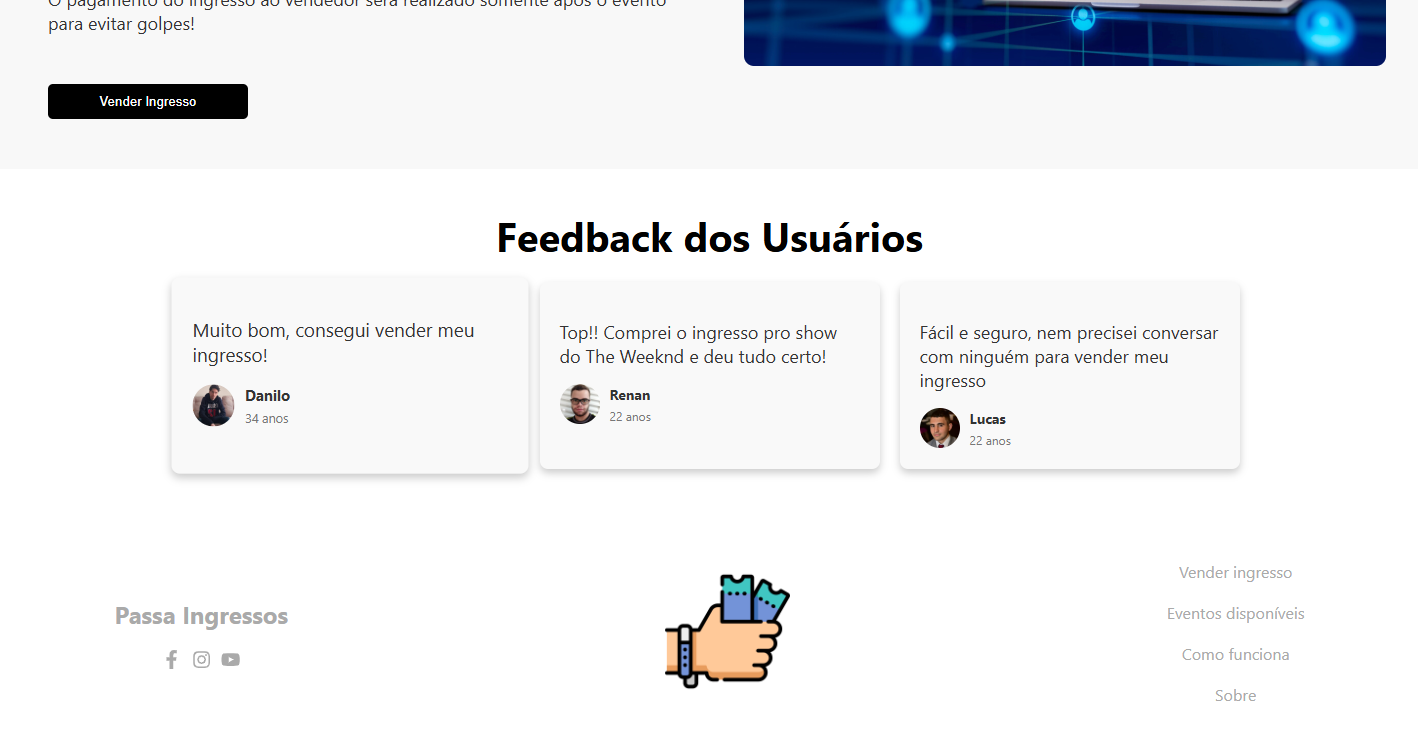 O pagamento do ingresso ao vendedor será realizado somente após o evento
para evitar golpes!
Vender Ingresso
Feedback dos Usuários
Muito bom, consegui vender meu
ingresso!
Danilo
34 anos
Top!! Comprei o ingresso pro show
do The Weeknd e deu tudo certo!
Renan
22 anos
Fácil e seguro, nem precisei conversar
com ninguém para vender meu
ingresso
Lucas
22 anos
Passa Ingressos
Vender ingresso
Eventos disponíveis
Como funciona
Sobre